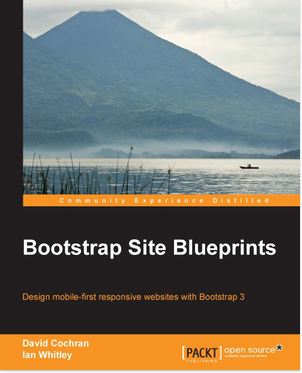 Community Experience Distilled
Bootstrap Site Blueprints
Design mobile-first responsive websites with Bootstrap 3
David Cochran
Ian Whitley
[PACKT] open source*
PUBLISHING